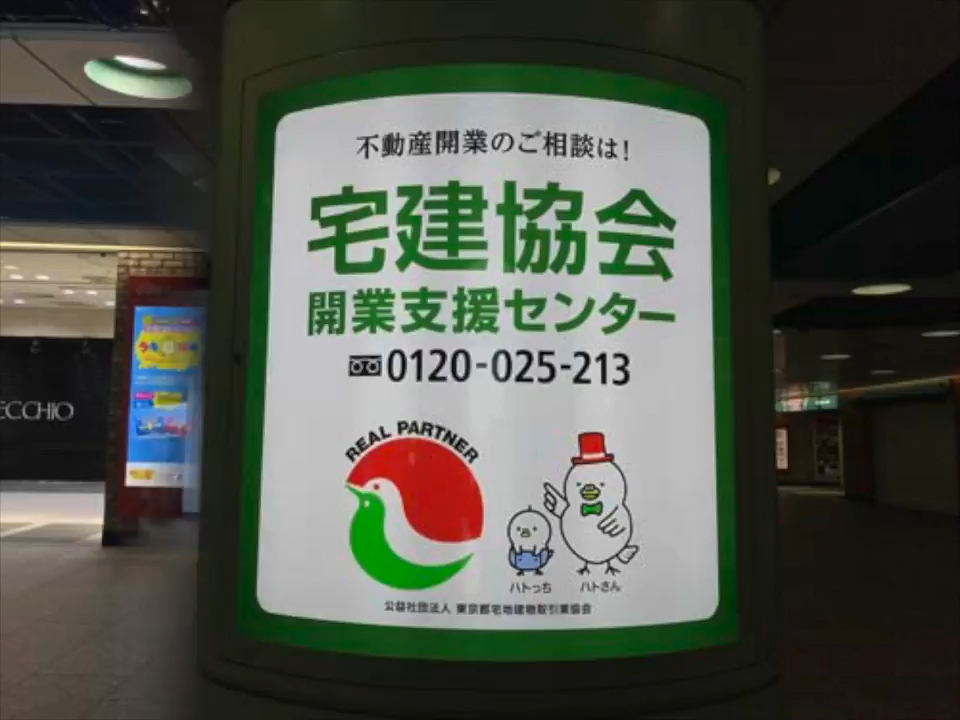 不動産開業のご相談は!
宅建協会
開業支援センター
0120-025-213
REAL PARTNER
ハトっち
ハトさん
公益社団法人 東京都宅地建物取引業協会
ECCHIO